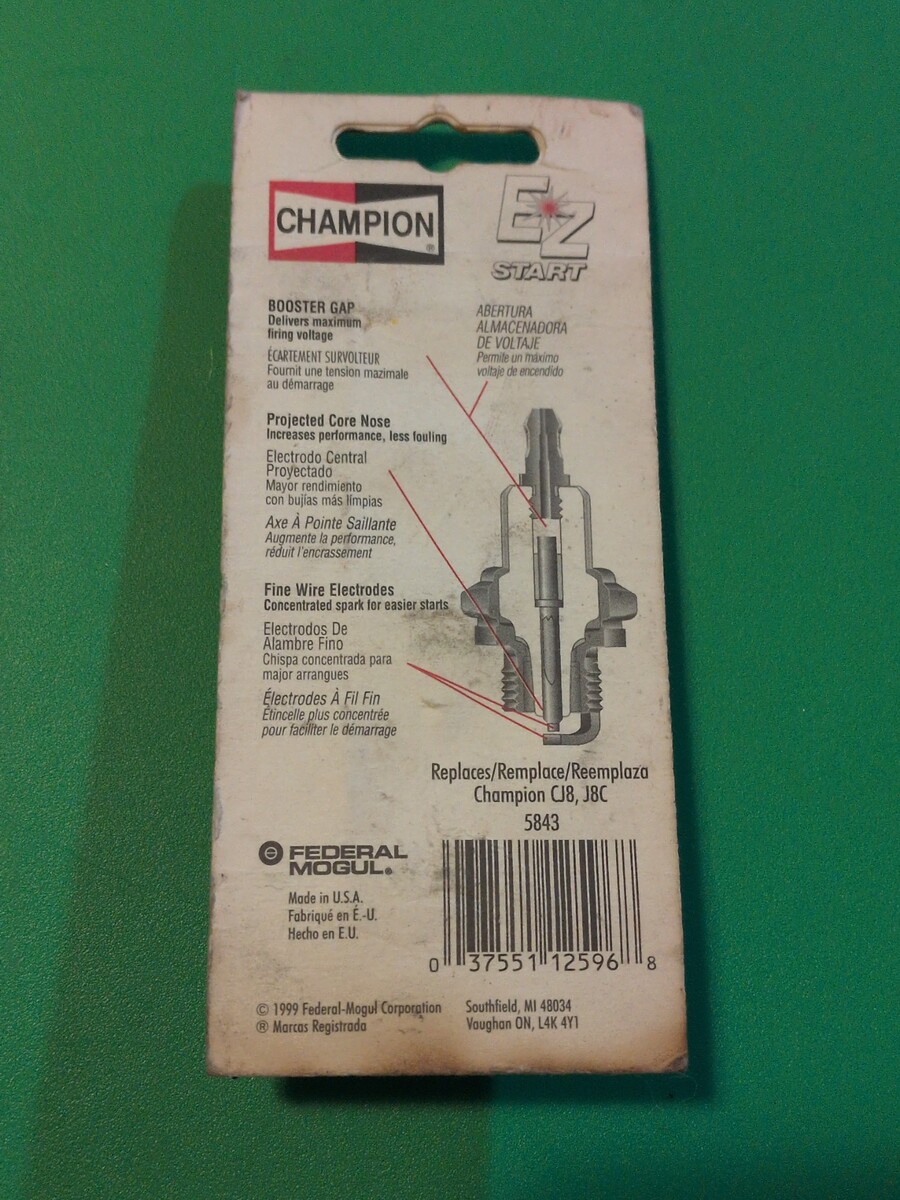 CHAMPION
®
EZ
START
BOOSTER GAP
Delivers maximum
firing voltage
ÉCARTEMENT SURVOLTEUR
Fournit une tension mazimale
au démarrage
ABERTURA
ALMACENADORA
DE VOLTAJE
Permite un máximo
voltaje de encendido
Projected Core Nose
Increases performance, less fouling
Electrodo Central
Proyectado
Mayor rendimiento
con bujías más límpias
Axe À Pointe Saillante
Augmente la performance,
réduit l'encrassement
Fine Wire Electrodes
Concentrated spark for easier starts
Electrodos De
Alambre Fino
Chispa concentrada para
major arrangues
Électrodes À Fil Fin
Étincelle plus concentrée
pour faciliter le démarrage
Replaces/Remplace/Reemplaza
Champion CJ8, J8C
5843
FEDERAL
MOGUL®
Made in U.S.A.
Fabriqué en É.-U.
Hecho en E.U.
0 37551 12596 8
© 1999 Federal-Mogul Corporation
® Marcas Registrada
Southfield, MI 48034
Vaughan ON, L4K 4Y1